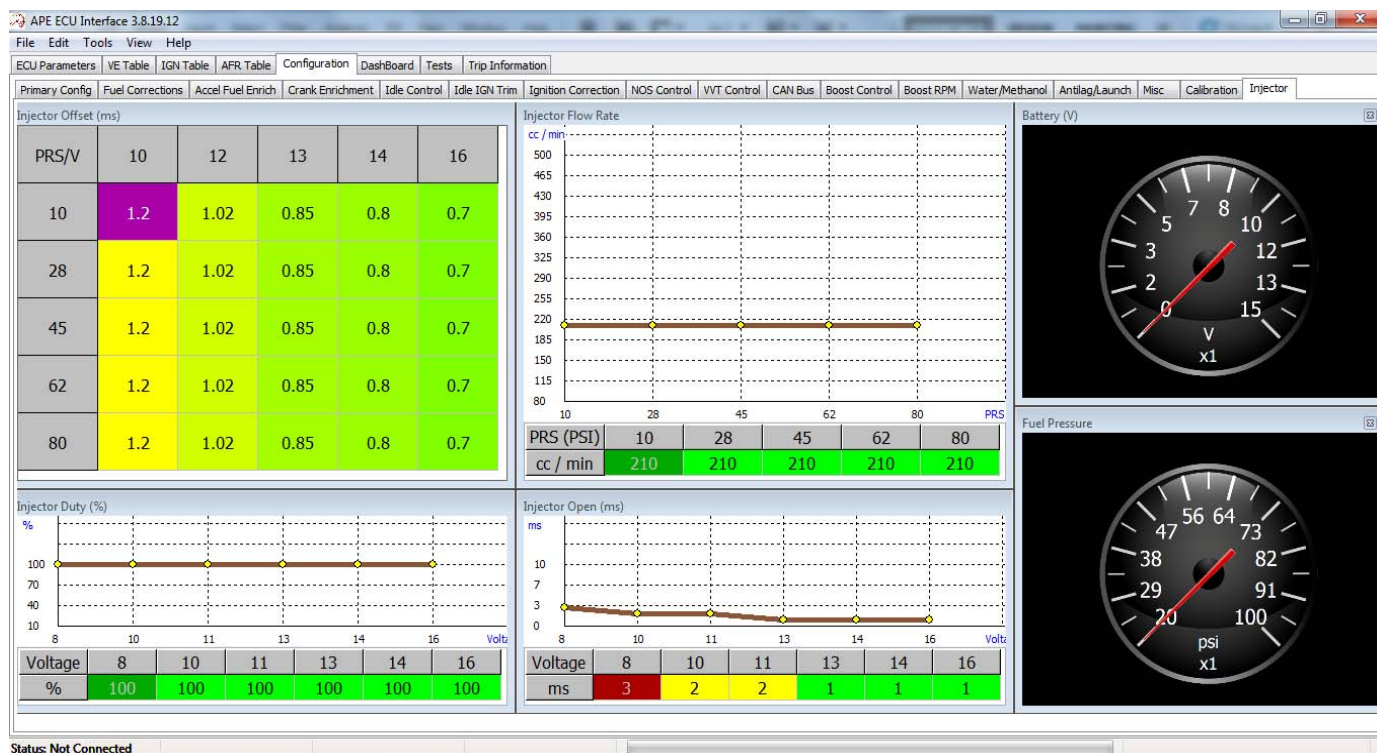 APE ECU Interface 3.8.19.12
File Edit Tools View Help
ECU Parameters VE Table IGN Table AFR Table Configuration DashBoard Tests Trip Information
Primary Config Fuel Corrections Accel Fuel Enrich Crank Enrichment Idle Control Idle IGN Trim Ignition Correction NOS Control VVT Control CAN Bus Boost Control Boost RPM Water/Methanol Antilag/Launch Misc Calibration Injector
Injector Offset (ms)
PRS/V 10 12 13 14 16
10 1.2 1.02 0.85 0.8 0.7
28 1.2 1.02 0.85 0.8 0.7
45 1.2 1.02 0.85 0.8 0.7
62 1.2 1.02 0.85 0.8 0.7
80 1.2 1.02 0.85 0.8 0.7
Injector Flow Rate
cc / min
500
465
430
395
360
325
290
255
220
185
150
115
80
10 28 45 62 80 PRS
PRS (PSI) 10 28 45 62 80
cc / min 210 210 210 210 210
Battery (V)
0 2 3 5 7 8 10 12 13 15
V
x1
Injector Duty (%)
%
100
70
40
10
8 10 11 13 14 16 Volta
Voltage 8 10 11 13 14 16
% 100 100 100 100 100 100
Injector Open (ms)
ms
10
7
3
0
8 10 11 13 14 16 Volta
Voltage 8 10 11 13 14 16
ms 3 2 2 1 1 1
Fuel Pressure
20 29 38 47 56 64 73 82 91 100
psi
x1
Status: Not Connected